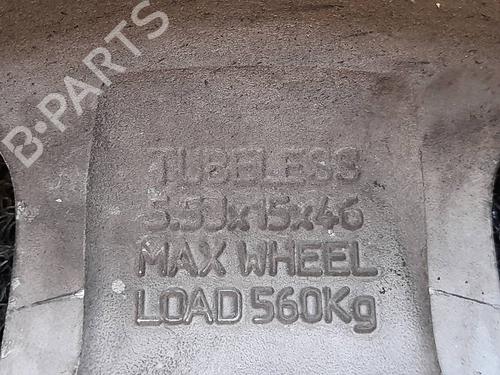 B-PARTS
TUBELESS
5.5Jx15x46
MAX WHEEL
LOAD 560Kg